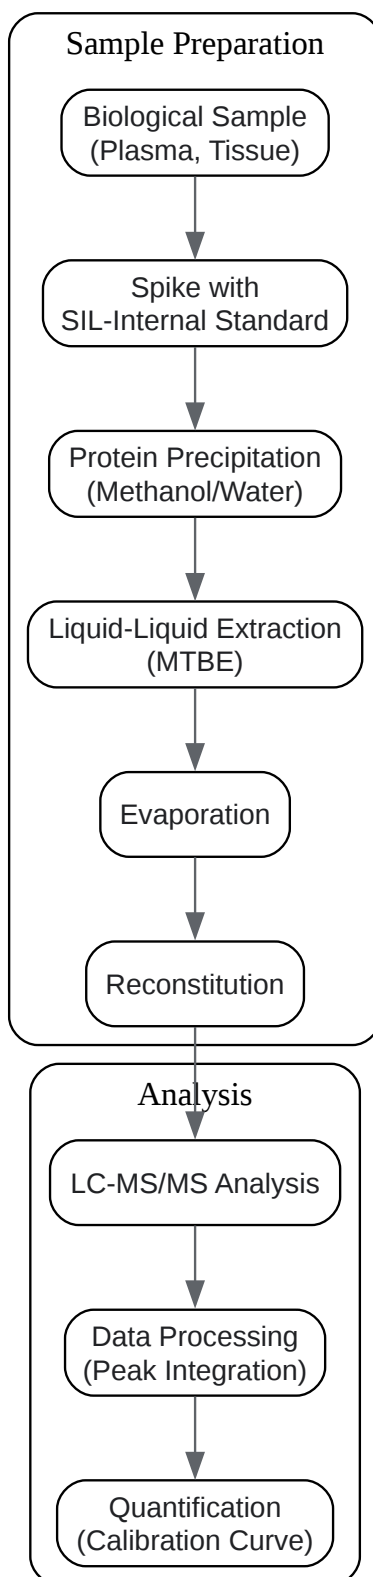 Sample Preparation
Biological Sample
(Plasma, Tissue)
Spike with
SIL-Internal Standard
Protein Precipitation
(Methanol/Water)
Liquid-Liquid Extraction
(MTBE)
Evaporation
Reconstitution
Analysis
LC-MS/MS Analysis
Data Processing
(Peak Integration)
Quantification
(Calibration Curve)